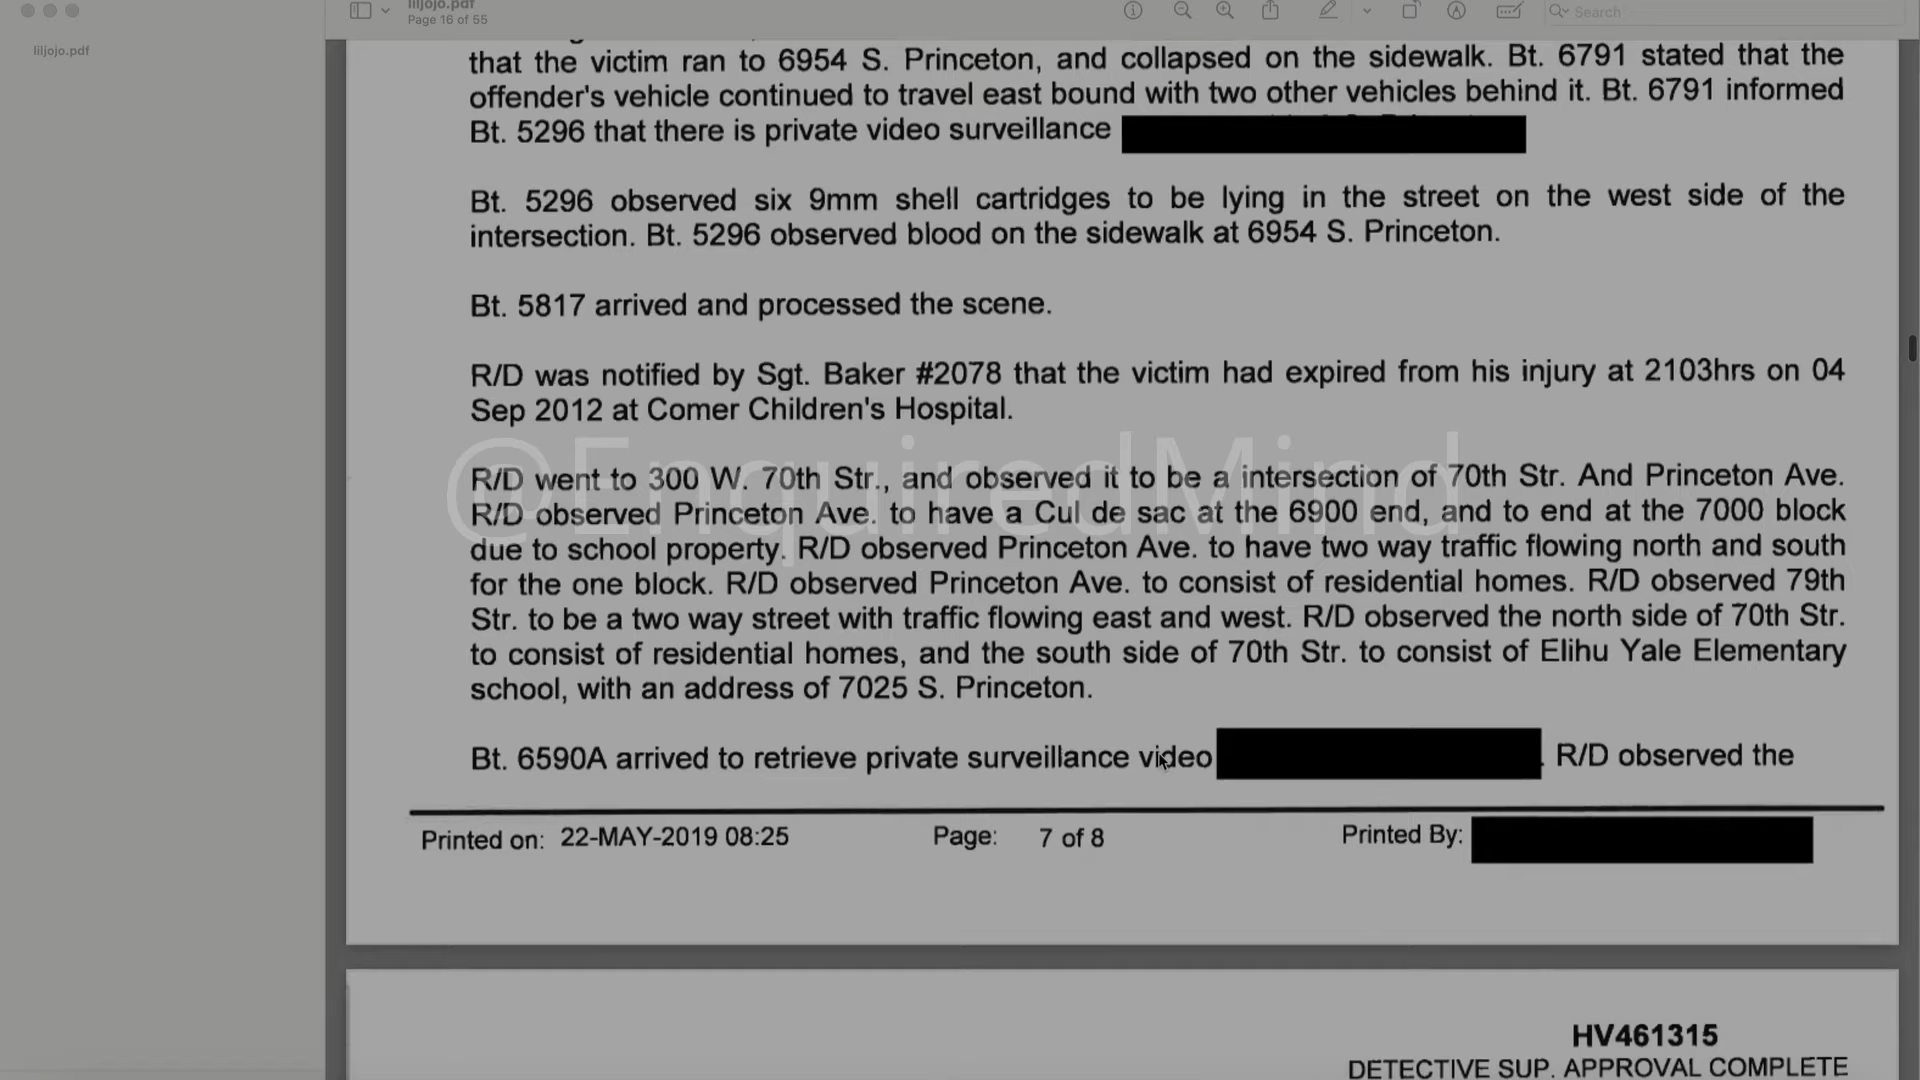 liljojo.pdf
Page 16 of 55
Search
liljojo.pdf
that the victim ran to 6954 S. Princeton, and collapsed on the sidewalk. Bt. 6791 stated that the
offender's vehicle continued to travel east bound with two other vehicles behind it. Bt. 6791 informed
Bt. 5296 that there is private video surveillance
Bt. 5296 observed six 9mm shell cartridges to be lying in the street on the west side of the
intersection. Bt. 5296 observed blood on the sidewalk at 6954 S. Princeton.
Bt. 5817 arrived and processed the scene.
R/D was notified by Sgt. Baker #2078 that the victim had expired from his injury at 2103hrs on 04
Sep 2012 at Comer Children's Hospital.
@EnquiredMind
R/D went to 300 W. 70th Str., and observed it to be a intersection of 70th Str. And Princeton Ave.
R/D observed Princeton Ave. to have a Cul de sac at the 6900 end, and to end at the 7000 block
due to school property. R/D observed Princeton Ave. to have two way traffic flowing north and south
for the one block. R/D observed Princeton Ave. to consist of residential homes. R/D observed 79th
Str. to be a two way street with traffic flowing east and west. R/D observed the north side of 70th Str.
to consist of residential homes, and the south side of 70th Str. to consist of Elihu Yale Elementary
school, with an address of 7025 S. Princeton.
Bt. 6590A arrived to retrieve private surveillance video R/D observed the
Printed on: 22-MAY-2019 08:25 Page: 7 of 8 Printed By:
HV461315
DETECTIVE SUP. APPROVAL COMPLETE